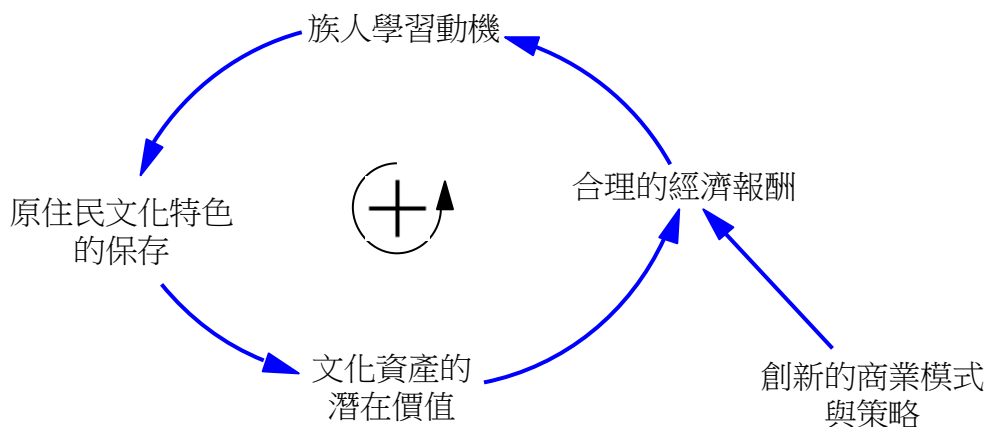 族人學習動機
合理的經濟報酬
原住民文化特色
的保存
文化資產的
潛在價值
創新的商業模式
與策略